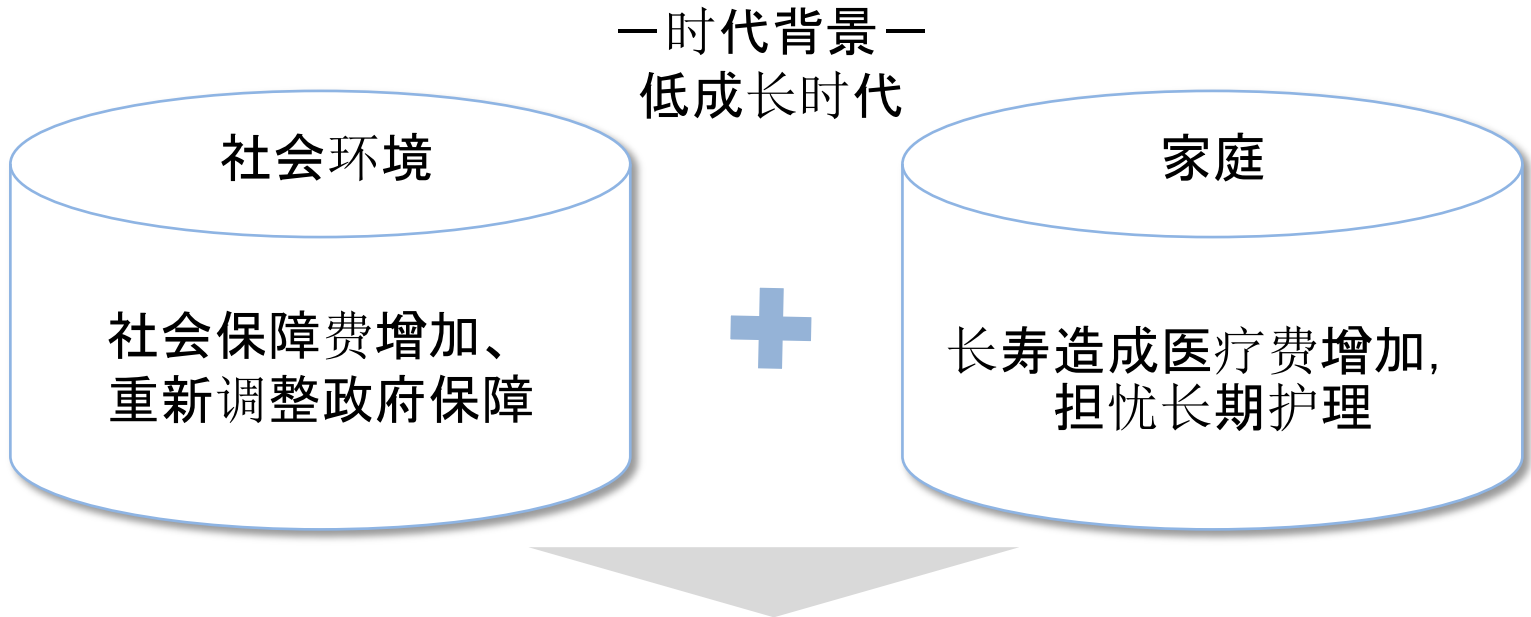 －时代背景－
低成长时代
社会环境
社会保障费增加、
重新调整政府保障
家庭
长寿造成医疗费增加,
担忧长期护理